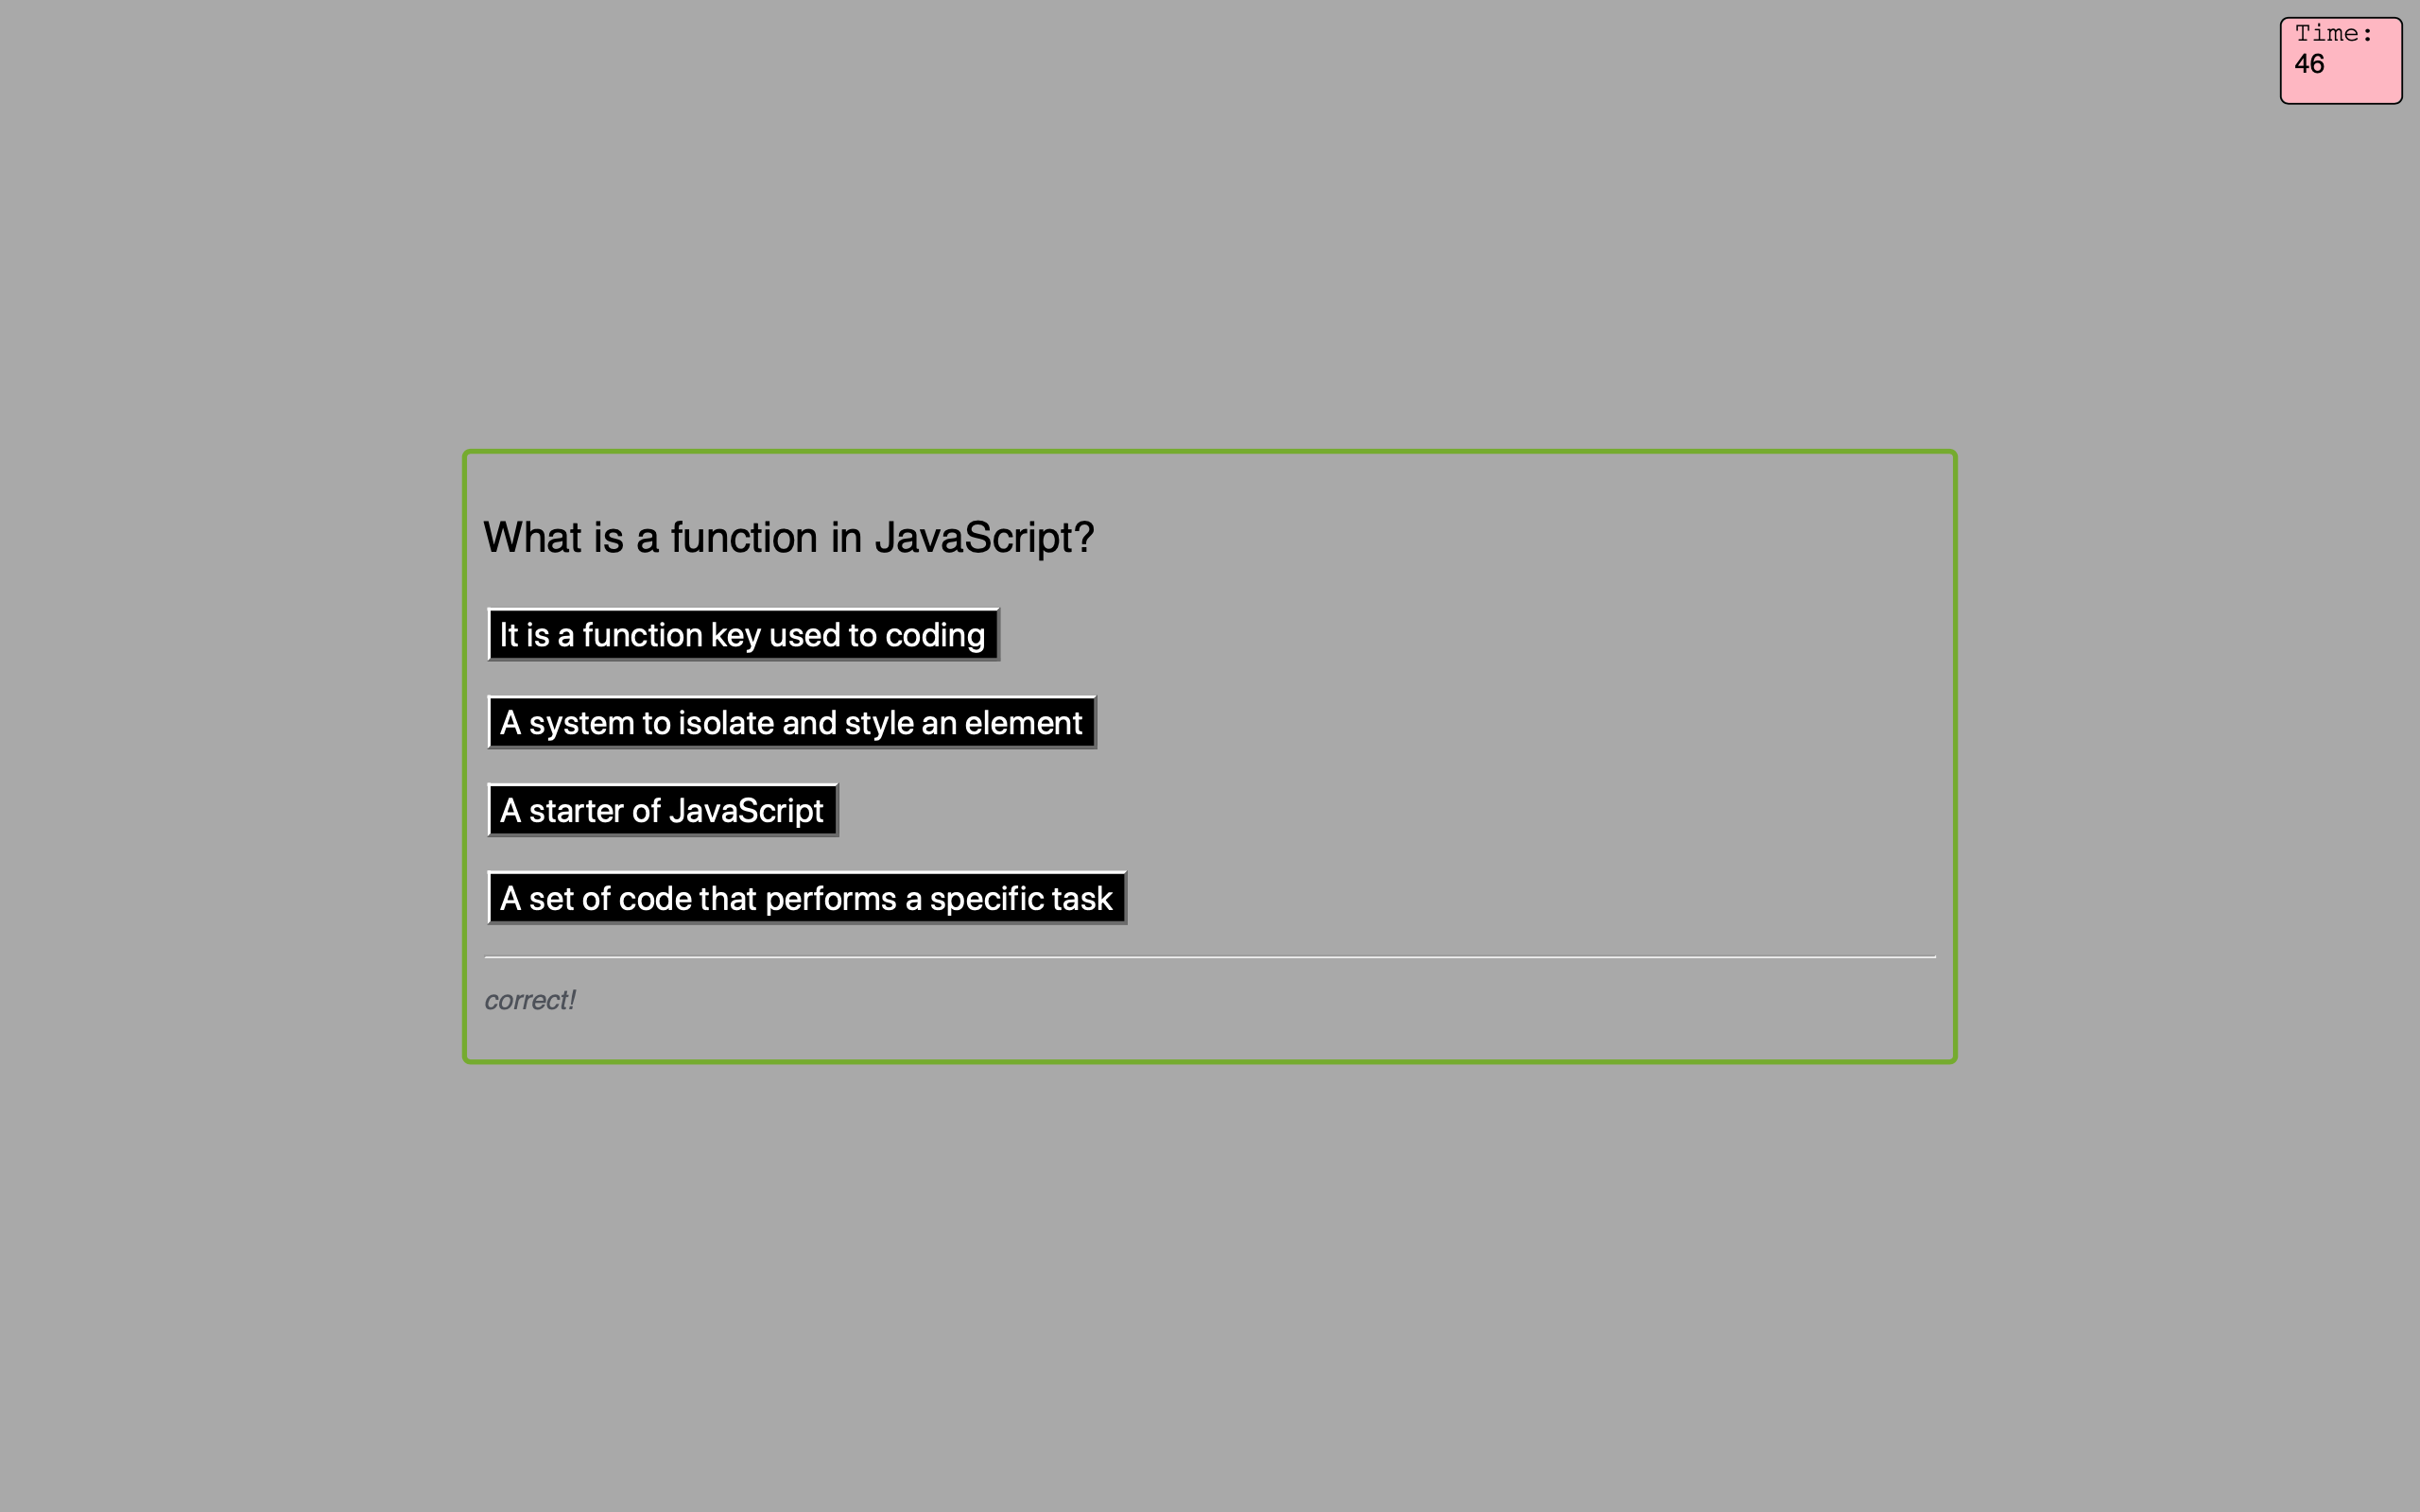 Time:
46
What is a function in JavaScript?
It is a function key used to coding
A system to isolate and style an element
A starter of JavaScript
A set of code that performs a specific task
correct!